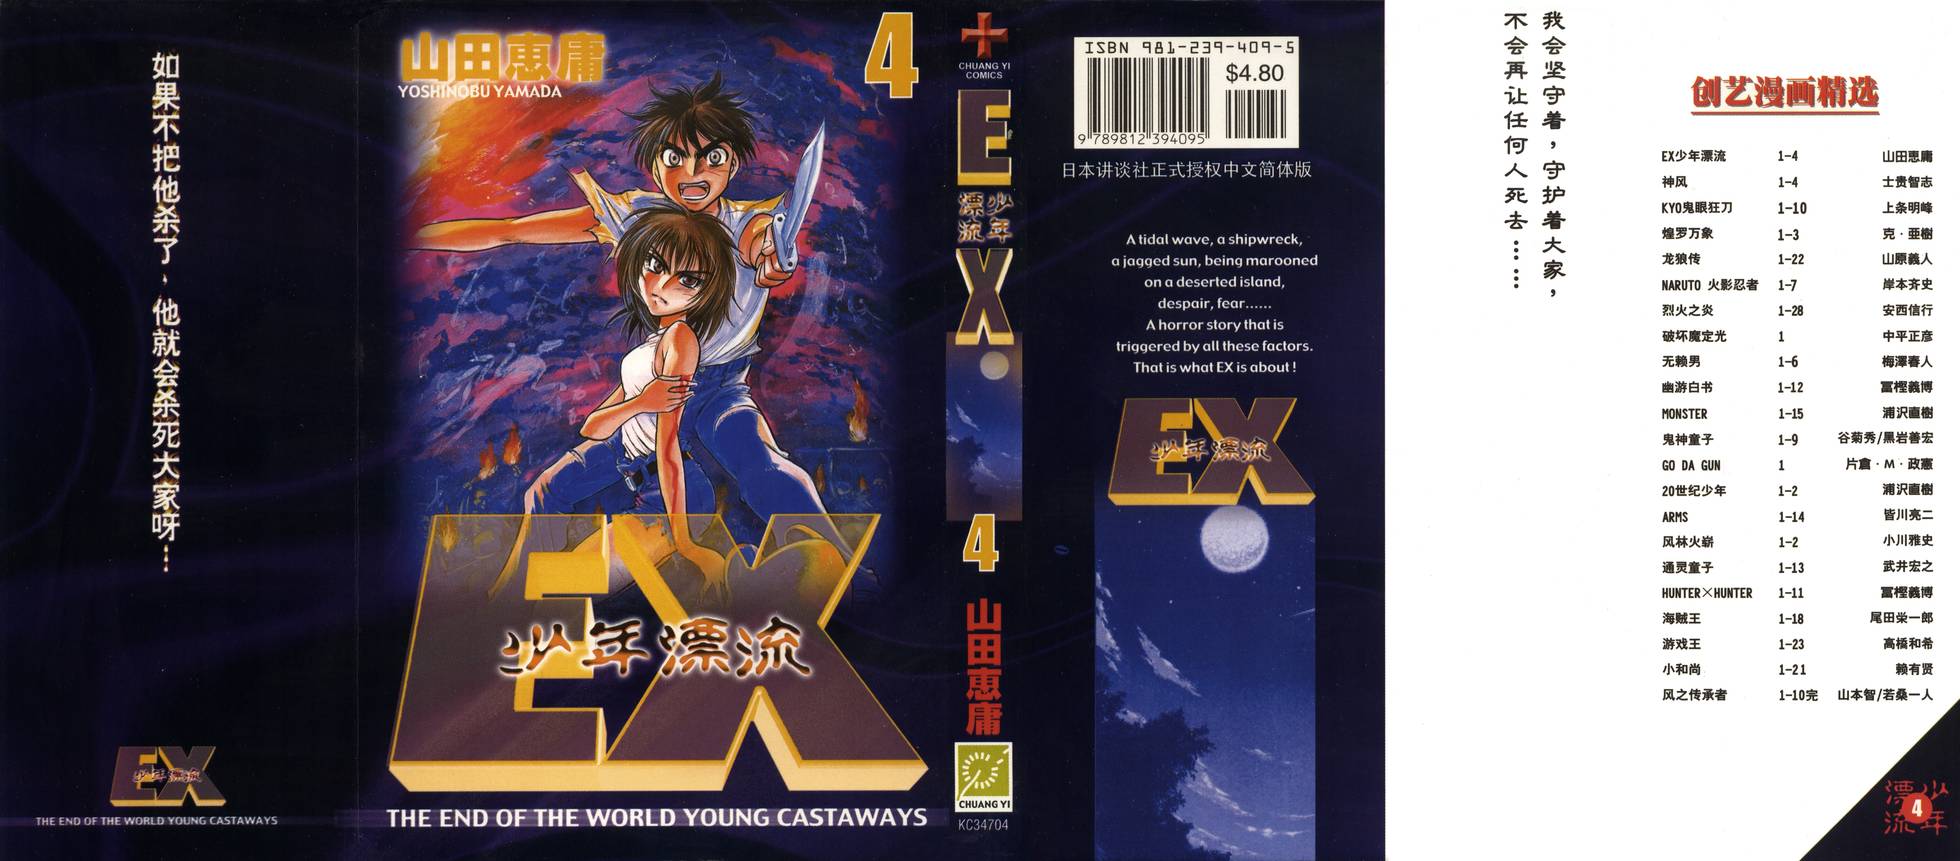 如果不把他杀了，他就会杀死大家呀……
EX
少年漂流
THE END OF THE WORLD YOUNG CASTAWAYS
山田恵庸
YOSHINOBU YAMADA
4
EX
少年漂流
THE END OF THE WORLD YOUNG CASTAWAYS
CHUANG YI
COMICS
E
少年
漂流
X
4
山田恵庸
CHUANG YI
KC34704
ISBN 981-239-409-5
$4.80
9 789812 394095
日本讲谈社正式授权中文简体版
A tidal wave, a shipwreck,
a jagged sun, being marooned
on a deserted island,
despair, fear......
A horror story that is
triggered by all these factors.
That is what EX is about !
EX
少年漂流
我会坚守着，守护着大家，
不会再让任何人死去……
创艺漫画精选
EX少年漂流 1-4 山田恵庸
神风 1-4 士贵智志
KYO鬼眼狂刀 1-10 上条明峰
煌罗万象 1-3 克·亜樹
龙狼传 1-22 山原義人
NARUTO 火影忍者 1-7 岸本齐史
烈火之炎 1-28 安西信行
破坏魔定光 1 中平正彦
无赖男 1-6 梅澤春人
幽游白书 1-12 冨樫義博
MONSTER 1-15 浦沢直樹
鬼神童子 1-9 谷菊秀/黑岩善宏
GO DA GUN 1 片倉·M·政憲
20世纪少年 1-2 浦沢直樹
ARMS 1-14 皆川亮二
风林火崭 1-2 小川雅史
通灵童子 1-13 武井宏之
HUNTER×HUNTER 1-11 冨樫義博
海贼王 1-18 尾田栄一郎
游戏王 1-23 高橋和希
小和尚 1-21 赖有贤
风之传承者 1-10完 山本智/若桑一人
少年
漂流
4